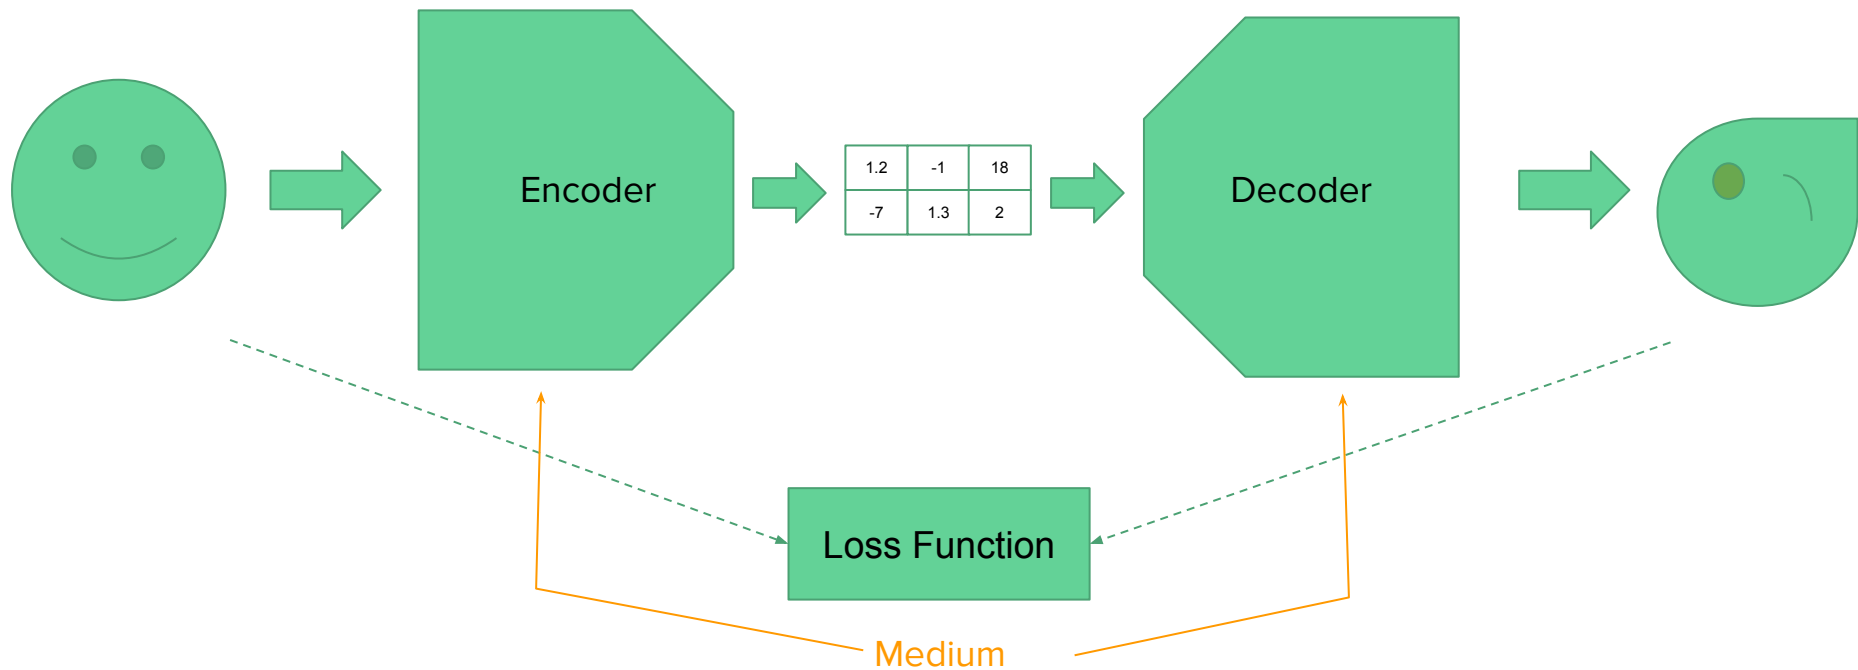 Encoder
1.2 -1 18
-7 1.3 2
Decoder
Loss Function
Medium